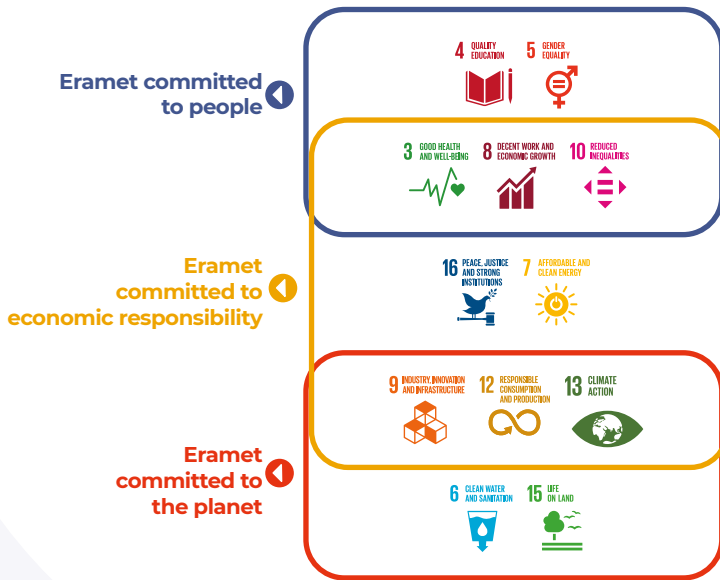 Eramet committed
to people
4 QUALITY
EDUCATION
5 GENDER
EQUALITY
3 GOOD HEALTH
AND WELL-BEING
8 DECENT WORK AND
ECONOMIC GROWTH
10 REDUCED
INEQUALITIES
Eramet
committed to
economic responsibility
16 PEACE, JUSTICE
AND STRONG
INSTITUTIONS
7 AFFORDABLE AND
CLEAN ENERGY
9 INDUSTRY, INNOVATION
AND INFRASTRUCTURE
12 RESPONSIBLE
CONSUMPTION
AND PRODUCTION
13 CLIMATE
ACTION
Eramet
committed to
the planet
6 CLEAN WATER
AND SANITATION
15 LIFE
ON LAND